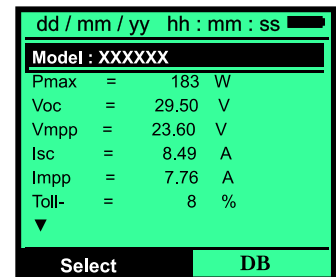 dd / mm / yy hh : mm : ss
Model : XXXXXX
Pmax = 183 W
Voc = 29.50 V
Vmpp = 23.60 V
Isc = 8.49 A
Impp = 7.76 A
Toll- = 8 %
▼
Select DB